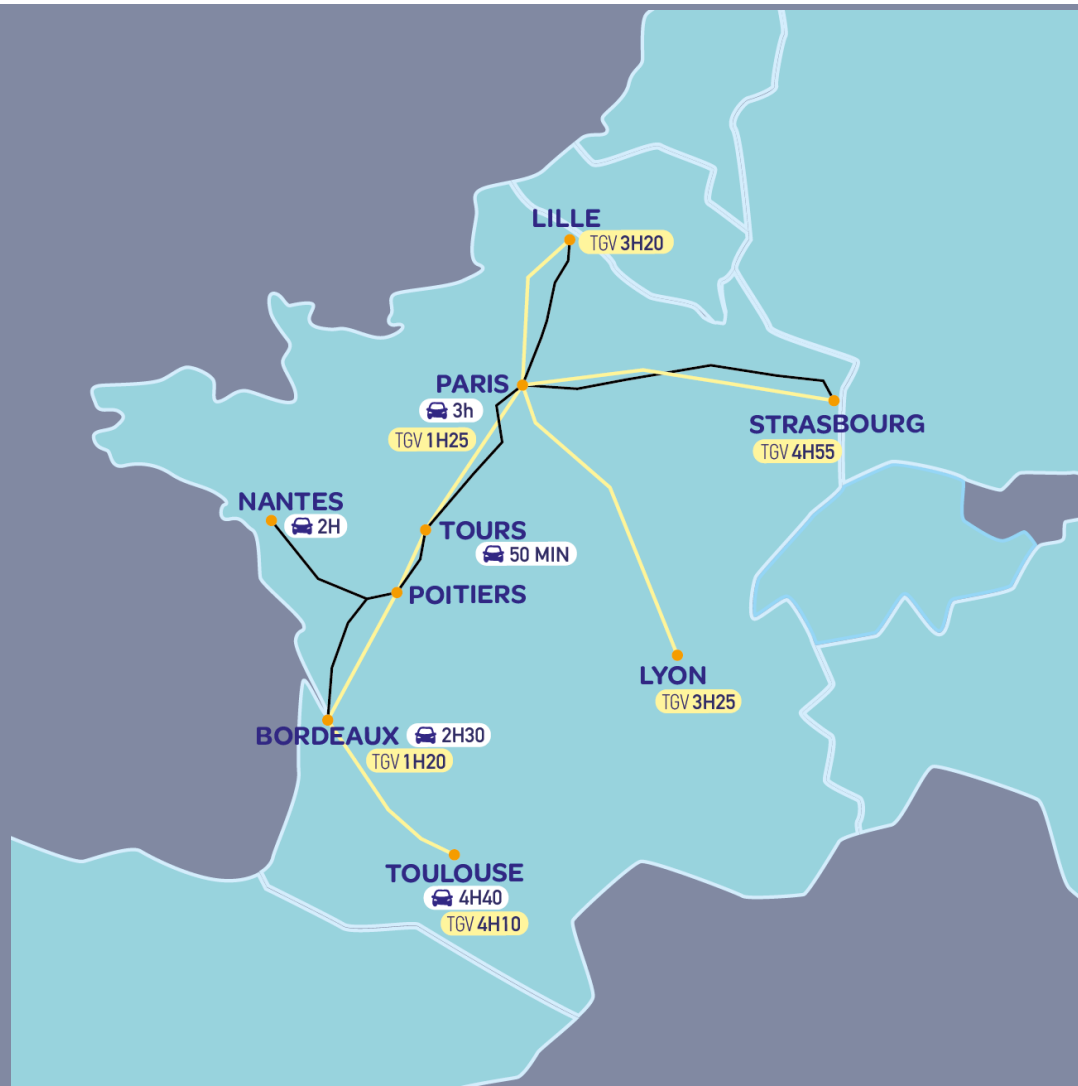 LILLE
TGV 3H20
PARIS
3h
TGV 1H25
STRASBOURG
TGV 4H55
NANTES
2H
TOURS
50 MIN
POITIERS
LYON
TGV 3H25
BORDEAUX
2H30
TGV 1H20
TOULOUSE
4H40
TGV 4H10